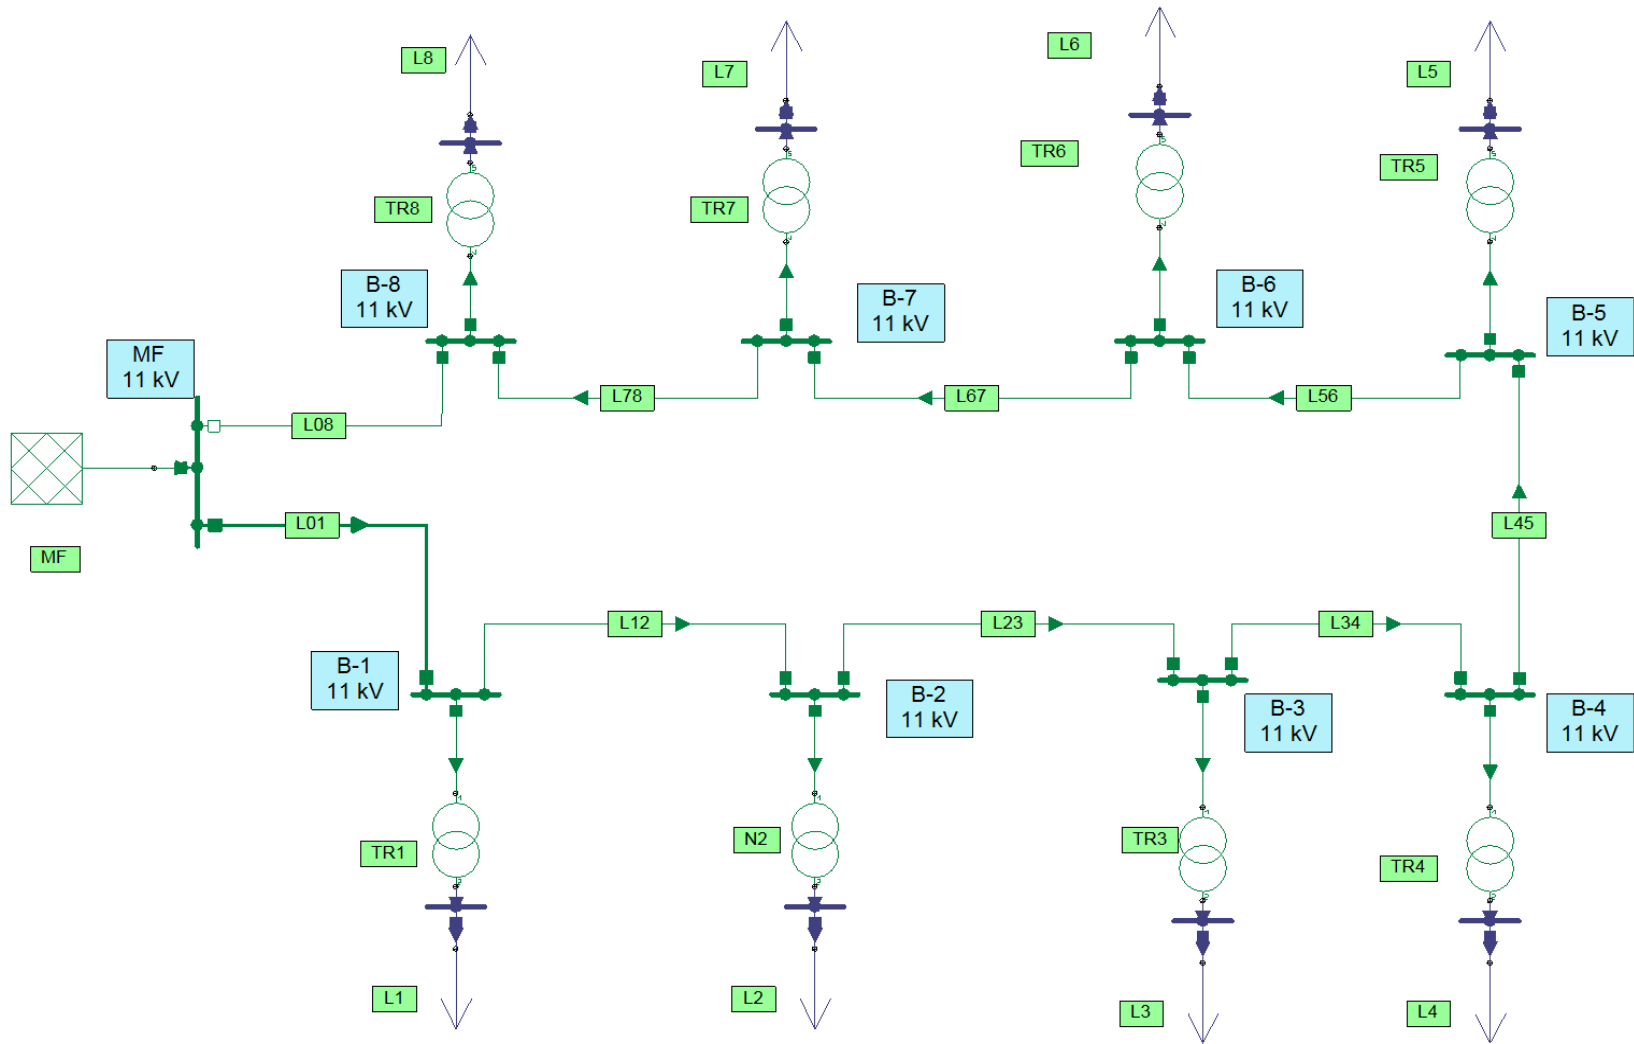 L8
L7
L6
L5
TR8
TR7
TR6
TR5
B-8
11 kV
B-7
11 kV
B-6
11 kV
B-5
11 kV
MF
11 kV
L08
L78
L67
L56
MF
L01
L45
L12
L23
L34
B-1
11 kV
B-2
11 kV
B-3
11 kV
B-4
11 kV
TR1
N2
TR3
TR4
L1
L2
L3
L4